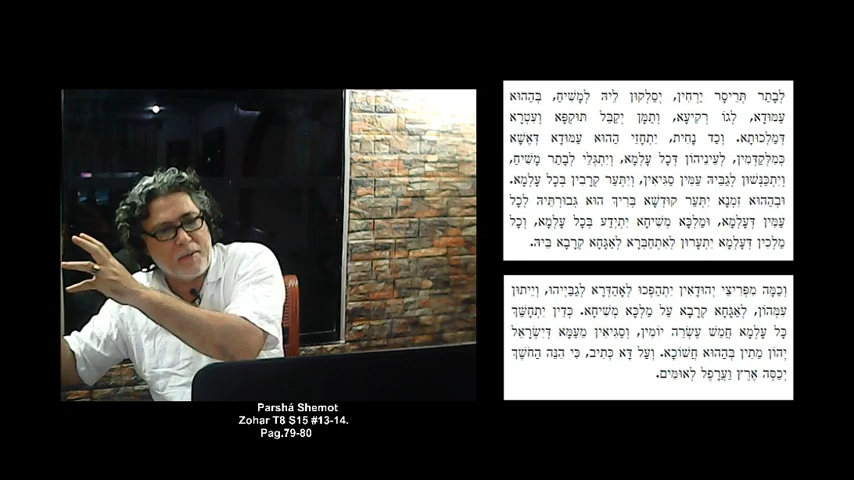 לְבָתַר תְּרֵיסַר יַרְחִין, יְסַלְּקוּן לֵיהּ לְמָשִׁיחַ, בְּהַהוּא
עַמּוּדָא, לְגוֹ רְקִיעָא, וְתַמָּן יְקַבֵּל תּוּקְפָּא וְעִטְרָא
דְּמַלְכוּתָא. וְכַד נָחִית, יִתְחֲזֵי הַהוּא עַמּוּדָא דְּאֶשָּׁא
כְּמִלְּקַדְּמִין, לְעֵינֵיהוֹן דְּכָל עָלְמָא, וְיִתְגְּלֵי לְבָתַר מָשִׁיחַ,
וְיִתְכַּנְּשׁוּן לְגַבֵּיהּ עַמִּין סַגִּיאִין, וְיִתְּעַר קְרָבִין בְּכָל עָלְמָא.
וּבְהַהוּא זִמְנָא יִתְּעַר קוּדְשָׁא בְּרִיךְ הוּא גְּבוּרְתֵּיהּ לְכָל
עַמִּין דְּעָלְמָא, וּמַלְכָּא מְשִׁיחָא יִתְיְדַע בְּכָל עָלְמָא, וְכָל
מַלְכִין דְּעָלְמָא יִתְעָרוּן לְאִתְחַבְּרָא לְאַגָּחָא קְרָבָא בֵּיהּ.
וְכַמָּה מִפְּרִיצֵי יְהוּדָאִין יִתְהַפְּכוּ לְאַהְדְּרָא לְגַבַּיְיהוּ, וְיֵיתוּן
עִמְּהוֹן, לְאַגָּחָא קְרָבָא עַל מַלְכָּא מְשִׁיחָא. כְּדֵין יִתְחַשַּׁךְ
כָּל עָלְמָא חֲמֵשׁ עֶשְׂרֵה יוֹמִין, וְסַגִּיאִין מֵעַמָּא דְּיִשְׂרָאֵל
יְהוֹן מֵתִין בְּהַהוּא חֲשׁוֹכָא. וְעַל דָּא כְּתִיב, כִּי הִנֵּה הַחֹשֶׁךְ
יְכַסֶּה אֶרֶץ וַעֲרָפֶל לְאוּמִּים.
Parshá Shemot
Zohar T8 S15 #13-14.
Pag.79-80